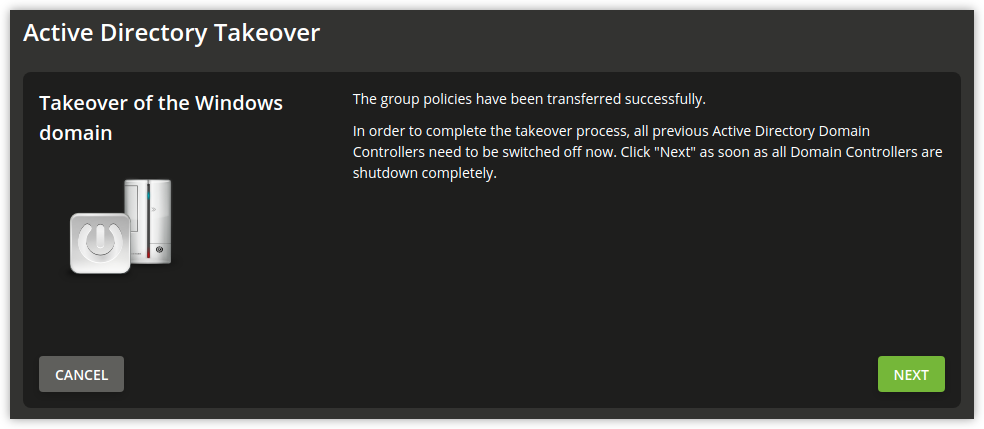 Active Directory Takeover
Takeover of the Windows
domain
The group policies have been transferred successfully.
In order to complete the takeover process, all previous Active Directory Domain
Controllers need to be switched off now. Click "Next" as soon as all Domain Controllers are
shutdown completely.
CANCEL
NEXT